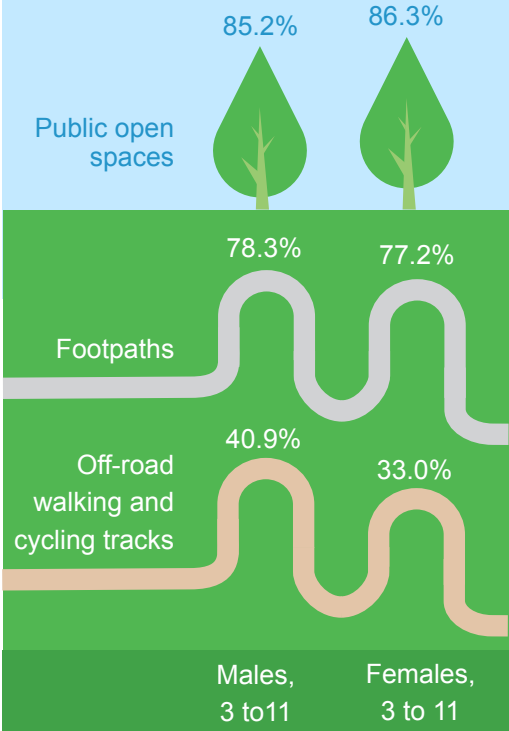 85.2%
86.3%
Public open
spaces
78.3%
77.2%
Footpaths
40.9%
33.0%
Off-road
walking and
cycling tracks
Males,
3 to11
Females,
3 to 11